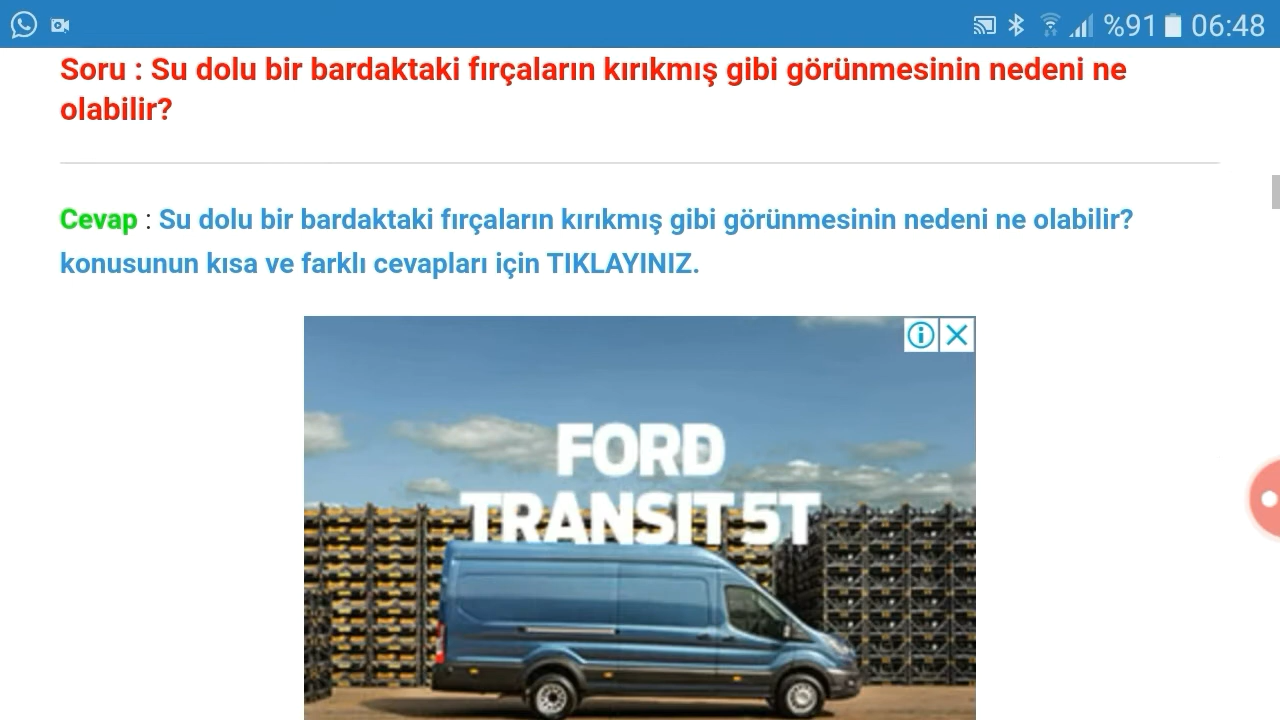 %91 06:48
Soru : Su dolu bir bardaktaki fırçaların kırıkmış gibi görünmesinin nedeni ne
olabilir?
Cevap : Su dolu bir bardaktaki fırçaların kırıkmış gibi görünmesinin nedeni ne olabilir?
konusunun kısa ve farklı cevapları için TIKLAYINIZ.
FORD
TRANSIT 5T